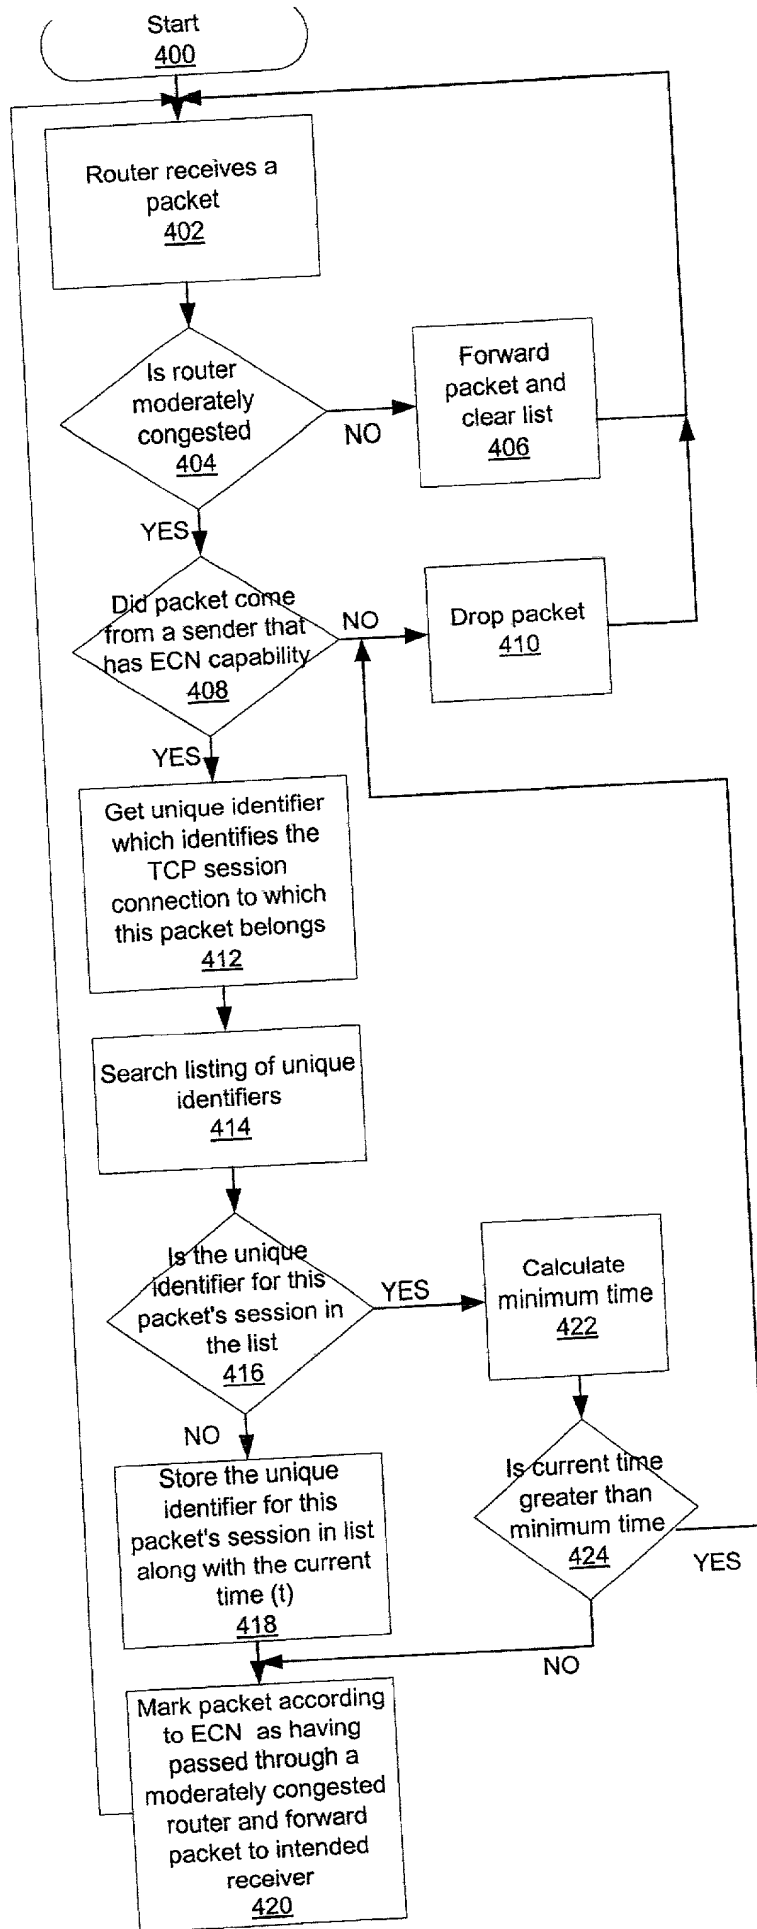 Start
400
Router receives a
packet
402
Is router
moderately
congested
404
NO
Forward
packet and
clear list
406
YES
Did packet come
from a sender that
has ECN capability
408
NO
Drop packet
410
YES
Get unique identifier
which identifies the
TCP session
connection to which
this packet belongs
412
Search listing of unique
identifiers
414
Is the unique
identifier for this
packet's session in
the list
416
YES
Calculate
minimum time
422
NO
Store the unique
identifier for this
packet's session in list
along with the current
time (t)
418
Is current time
greater than
minimum time
424
YES
NO
Mark packet according
to ECN as having
passed through a
moderately congested
router and forward
packet to intended
receiver
420